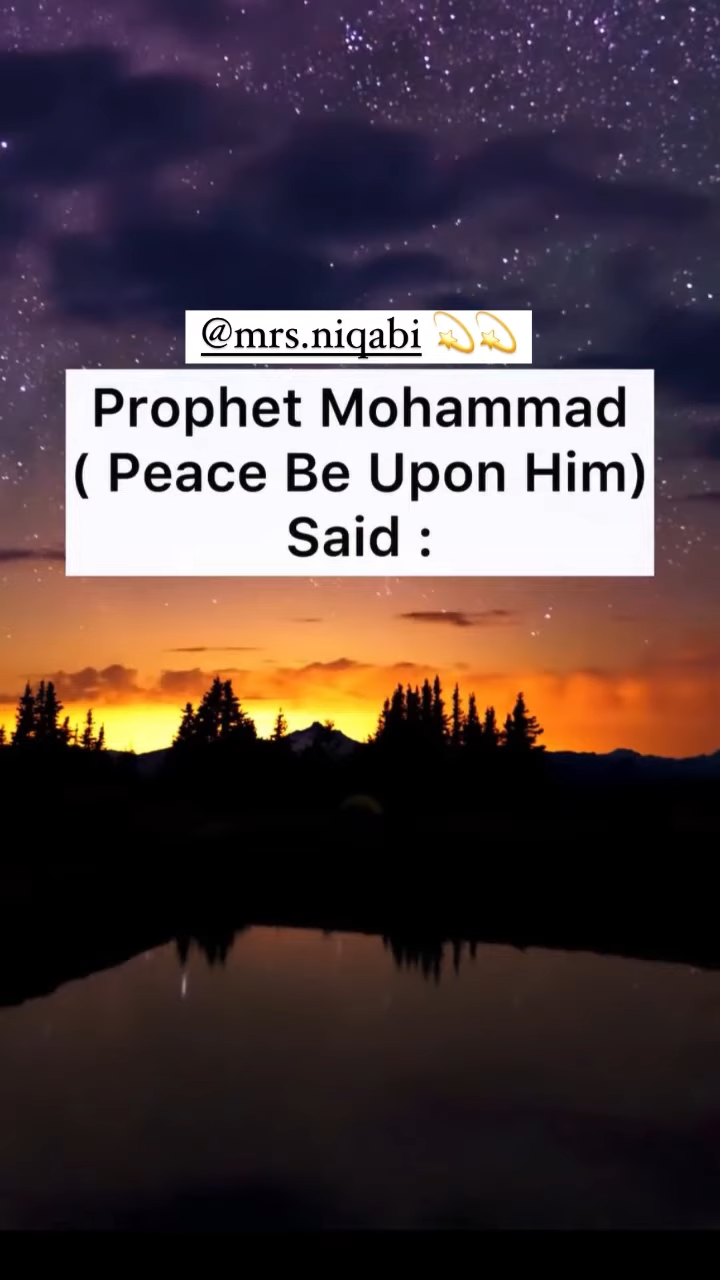 @mrs.niqabi 💫💫
Prophet Mohammad
( Peace Be Upon Him)
Said :